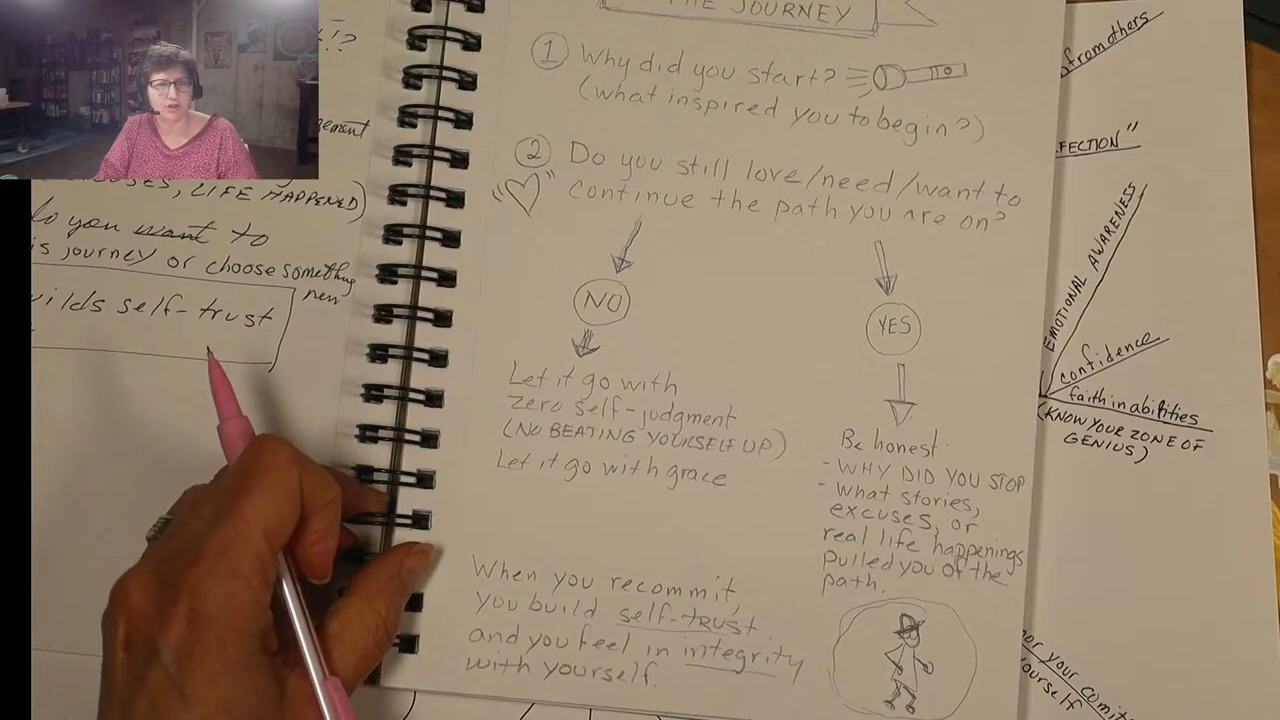 HOUSES, LIFE HAPPENED)
do you want to
is journey or choose something
new
uilds self-trust
THE JOURNEY
1 Why did you start?
(what inspired you to begin?)
2 Do you still love/need/want to
continue the path you are on?
NO
YES
Let it go with
zero self-judgment
(NO BEATING YOURSELF UP)
Let it go with grace
Be honest
- WHY DID YOU STOP
- What stories,
excuses, or
real life happenings
pulled you of the
path.
When you recommit,
you build self-trust
and you feel in integrity
with yourself.
from others
EMOTIONAL AWARENESS
confidence
faith in abilities
(KNOW YOUR ZONE OF
GENIUS)